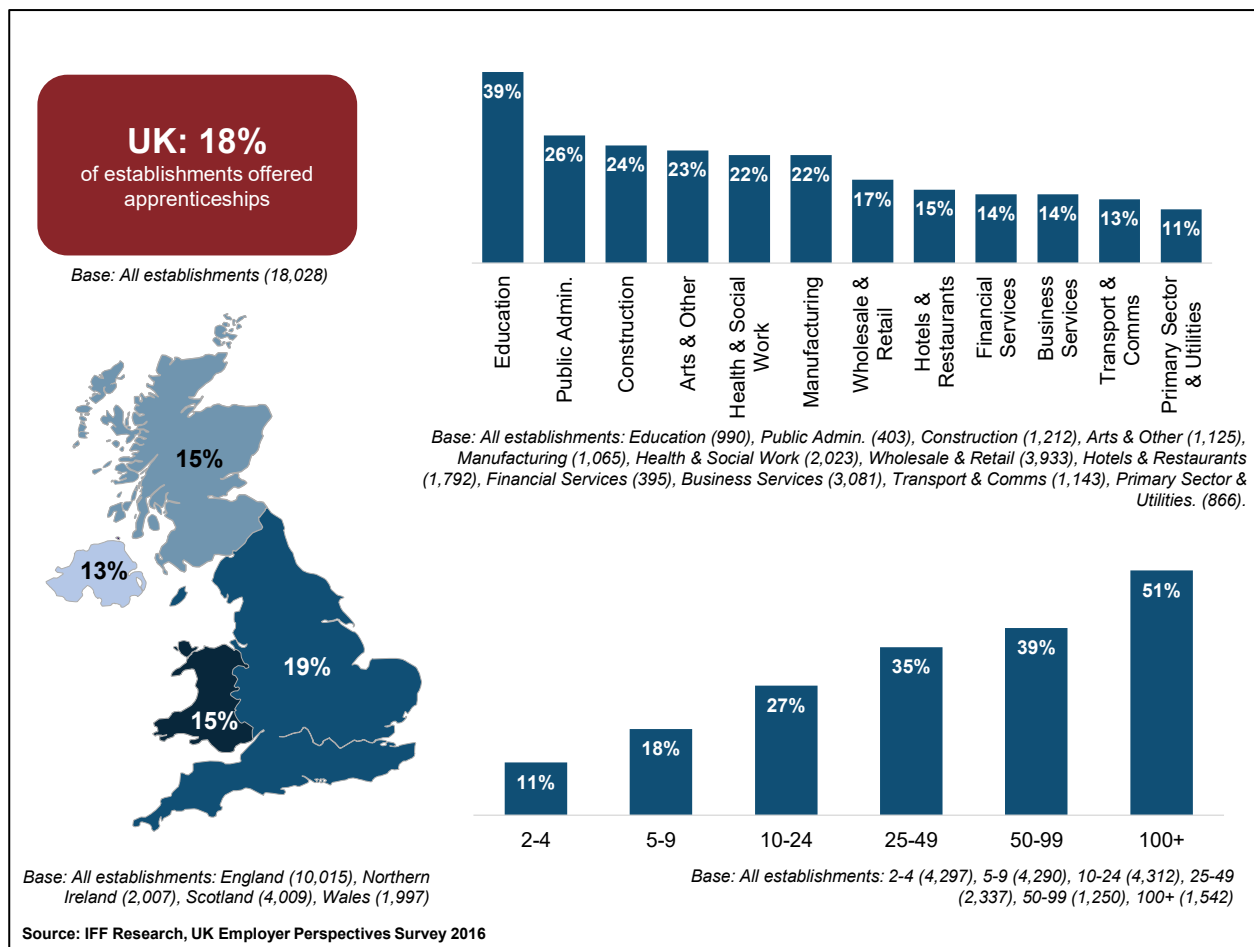 UK: 18%
of establishments offered
apprenticeships
Base: All establishments (18,028)
39%
26%
24%
23%
22%
22%
17%
15%
14%
14%
13%
11%
Education
Public Admin.
Construction
Arts & Other
Health & Social
Work
Manufacturing
Wholesale &
Retail
Hotels &
Restaurants
Financial
Services
Business
Services
Transport &
Comms
Primary Sector
& Utilities
Base: All establishments: Education (990), Public Admin. (403), Construction (1,212), Arts & Other (1,125),
Manufacturing (1,065), Health & Social Work (2,023), Wholesale & Retail (3,933), Hotels & Restaurants
(1,792), Financial Services (395), Business Services (3,081), Transport & Comms (1,143), Primary Sector &
Utilities. (866).
15%
13%
19%
15%
Base: All establishments: England (10,015), Northern
Ireland (2,007), Scotland (4,009), Wales (1,997)
11%
18%
27%
35%
39%
51%
2-4
5-9
10-24
25-49
50-99
100+
Base: All establishments: 2-4 (4,297), 5-9 (4,290), 10-24 (4,312), 25-49
(2,337), 50-99 (1,250), 100+ (1,542)
Source: IFF Research, UK Employer Perspectives Survey 2016